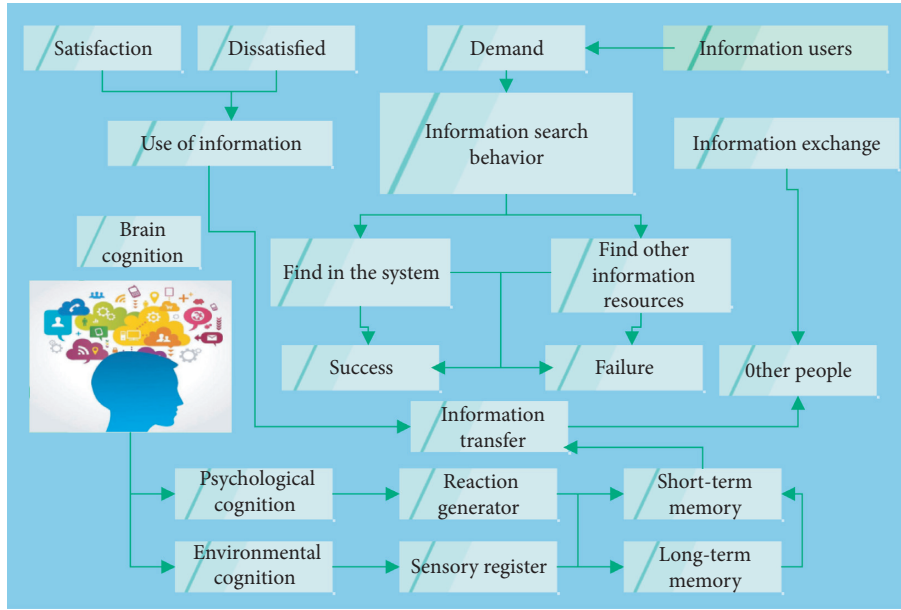 Satisfaction
Dissatisfied
Demand
Information users
Use of information
Information search
behavior
Information exchange
Brain
cognition
Find in the system
Find other
information
resources
Success
Failure
0ther people
Information
transfer
Psychological
cognition
Reaction
generator
Short-term
memory
Environmental
cognition
Sensory register
Long-term
memory